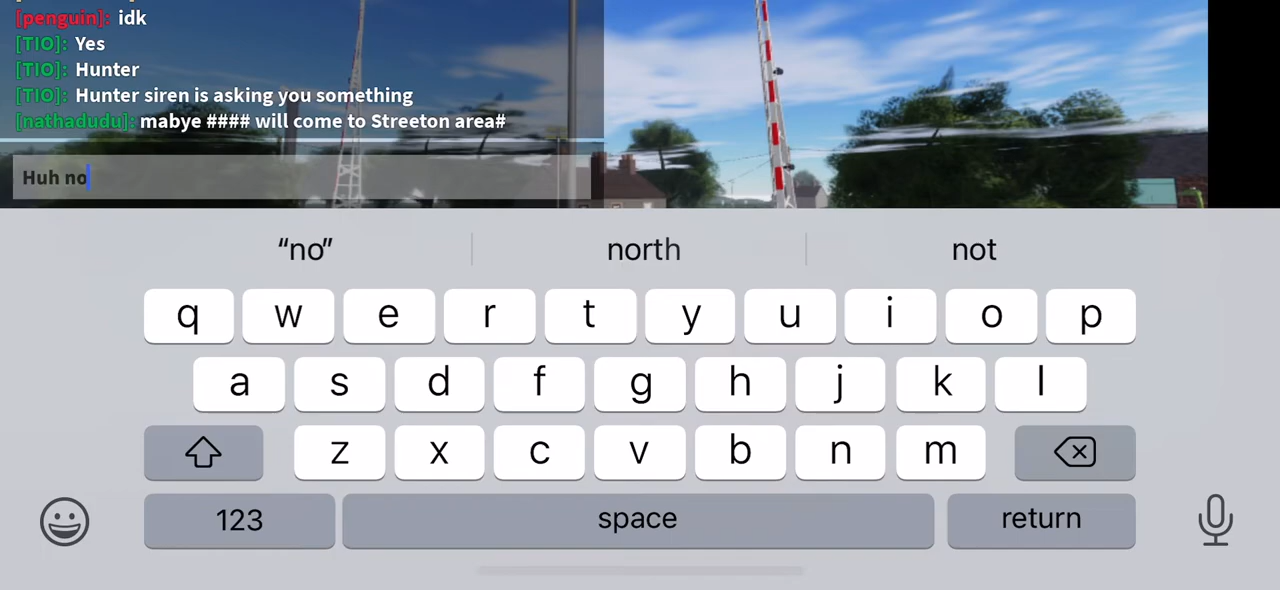 [penguin]: idk
[TIO]: Yes
[TIO]: Hunter
[TIO]: Hunter siren is asking you something
[nathadudu]: mabye #### will come to Streeton area#
Huh no
“no” north not
q w e r t y u i o p
a s d f g h j k l
z x c v b n m
123 space return